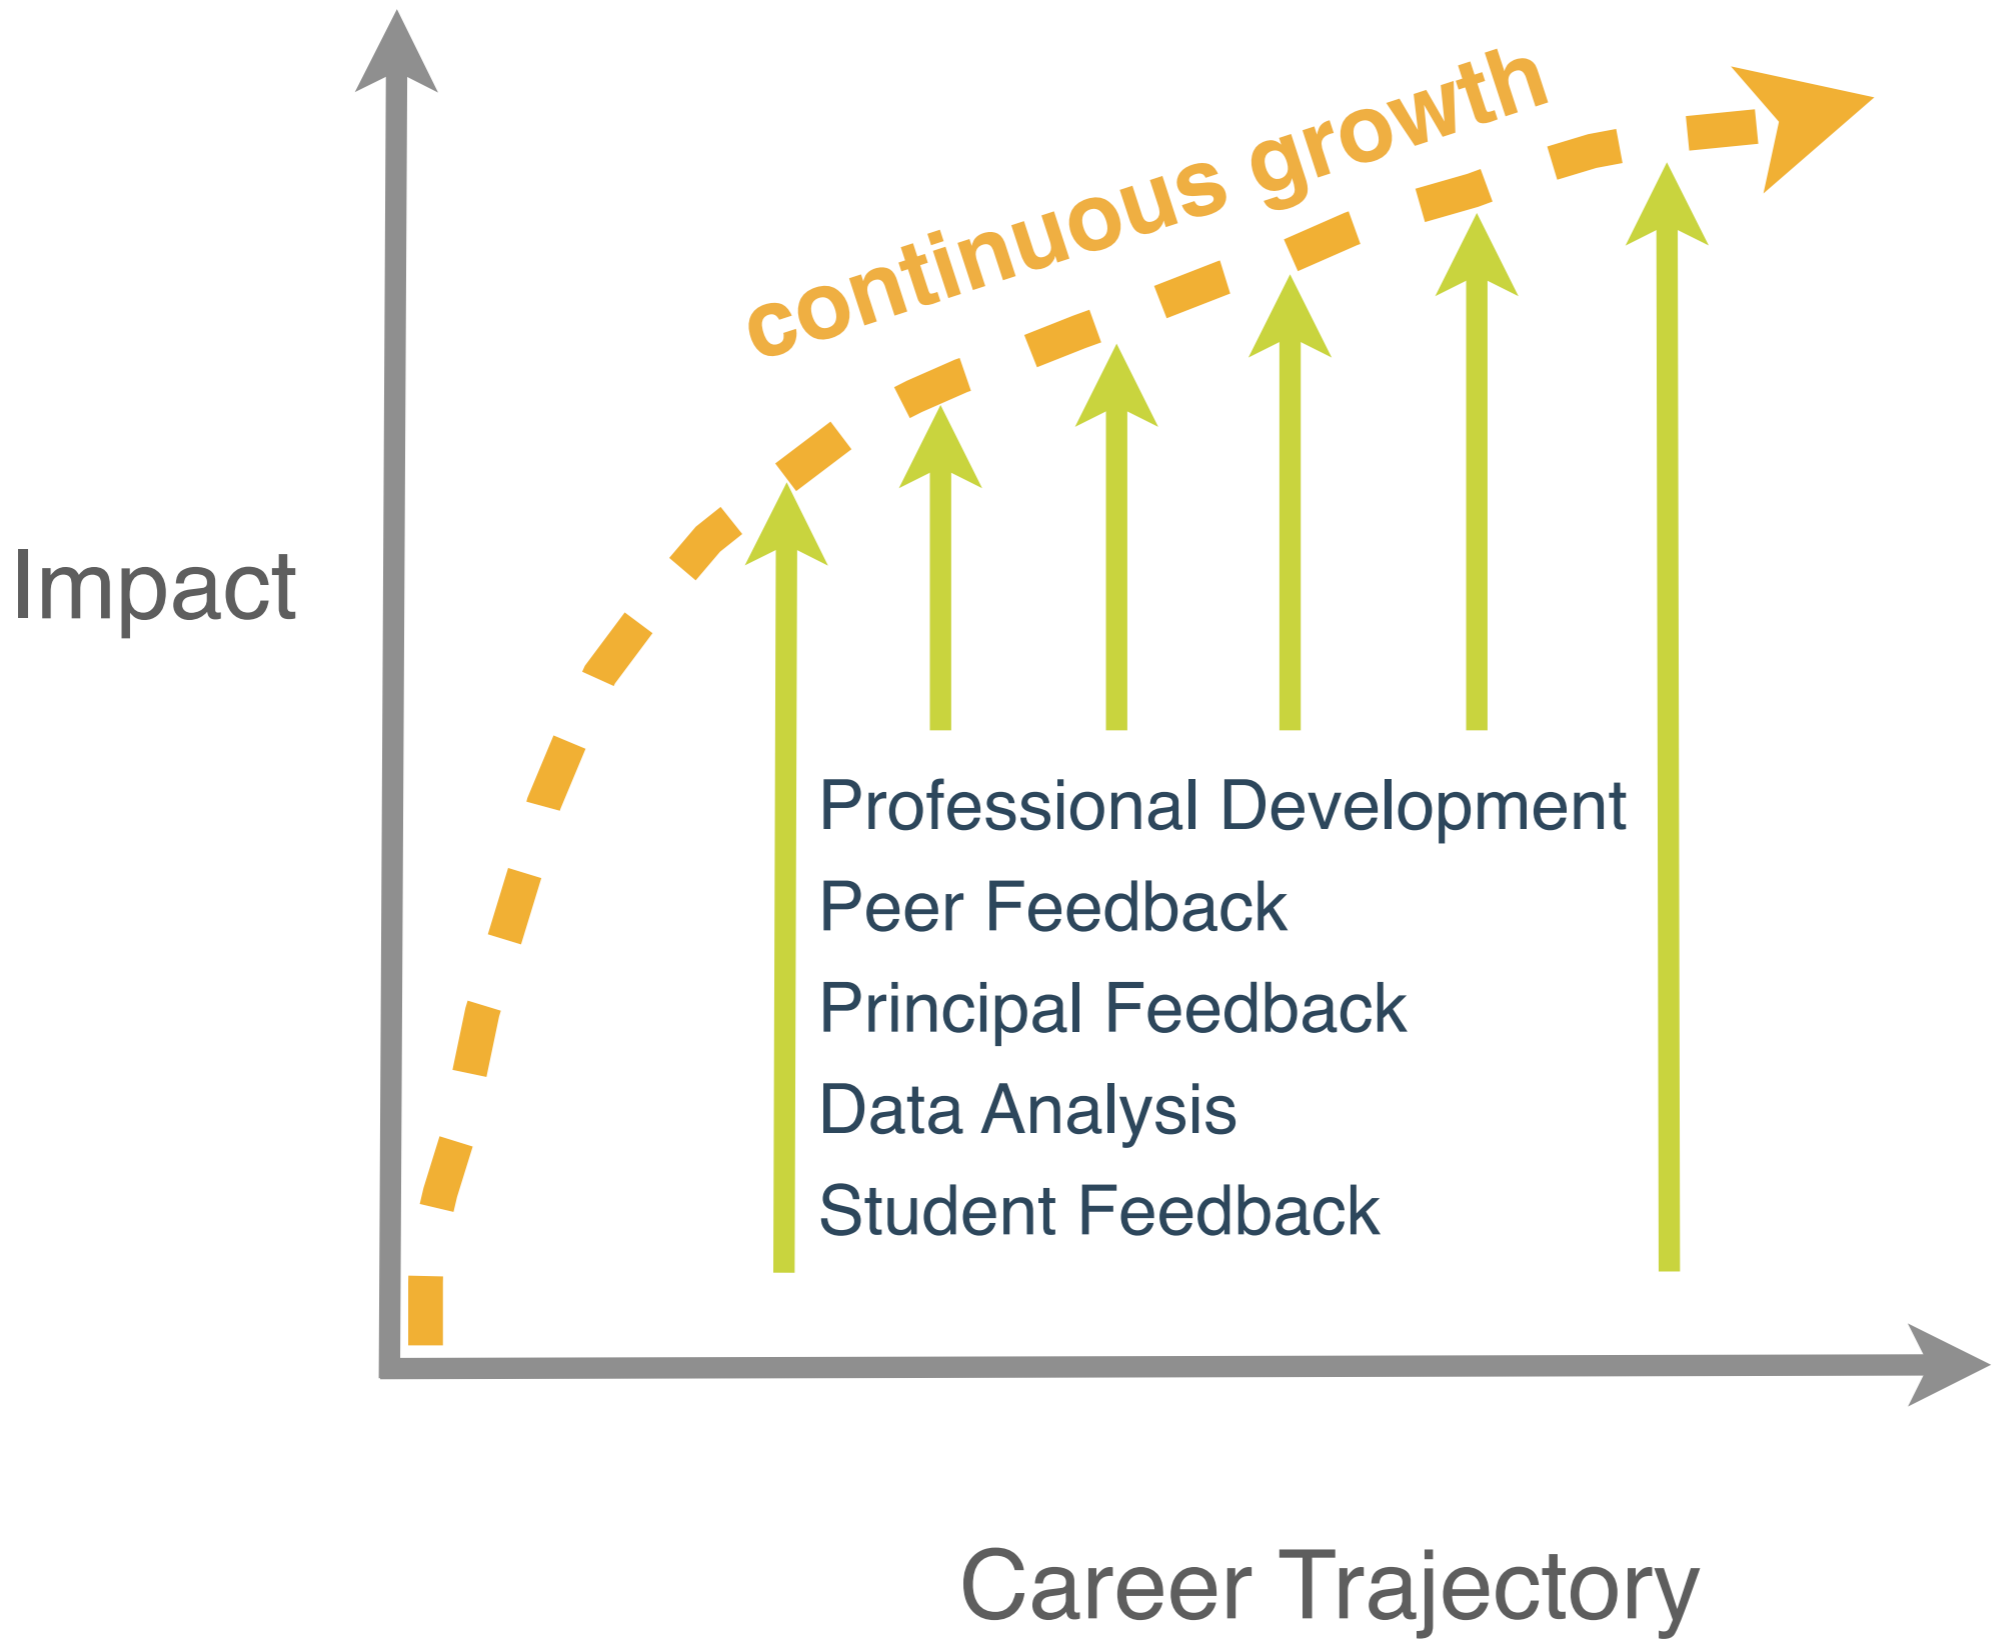 continuous growth
Impact
Professional Development
Peer Feedback
Principal Feedback
Data Analysis
Student Feedback
Career Trajectory